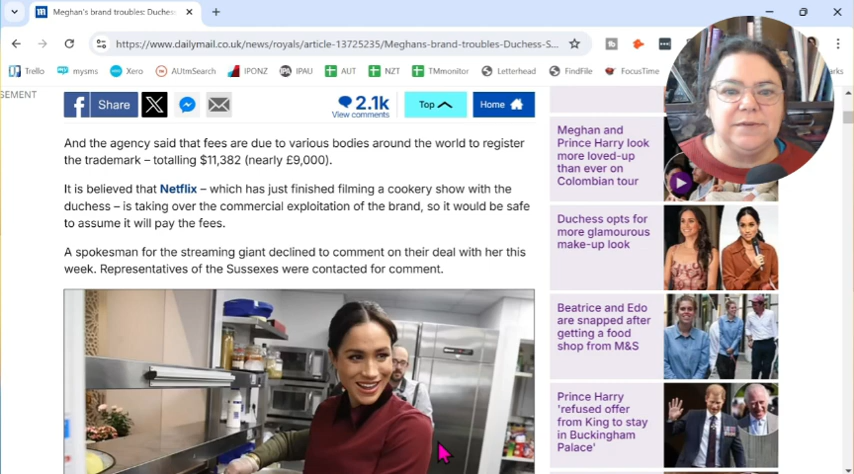 Meghan's brand troubles: Duches
https://www.dailymail.co.uk/news/royals/article-13725235/Meghans-brand-troubles-Duchess-S...
Trello mysms Xero AUtmSearch IPONZ IPAU AUT NZT TMmonitor Letterhead FindFile FocusTime arks
SEMENT
f Share X 2.1k View comments Top Home
And the agency said that fees are due to various bodies around the world to register
the trademark – totalling $11,382 (nearly £9,000).
It is believed that Netflix – which has just finished filming a cookery show with the
duchess – is taking over the commercial exploitation of the brand, so it would be safe
to assume it will pay the fees.
A spokesman for the streaming giant declined to comment on their deal with her this
week. Representatives of the Sussexes were contacted for comment.
Meghan and
Prince Harry look
more loved-up
than ever on
Colombian tour
Duchess opts for
more glamourous
make-up look
Beatrice and Edo
are snapped after
getting a food
shop from M&S
Prince Harry
'refused offer
from King to stay
in Buckingham
Palace'